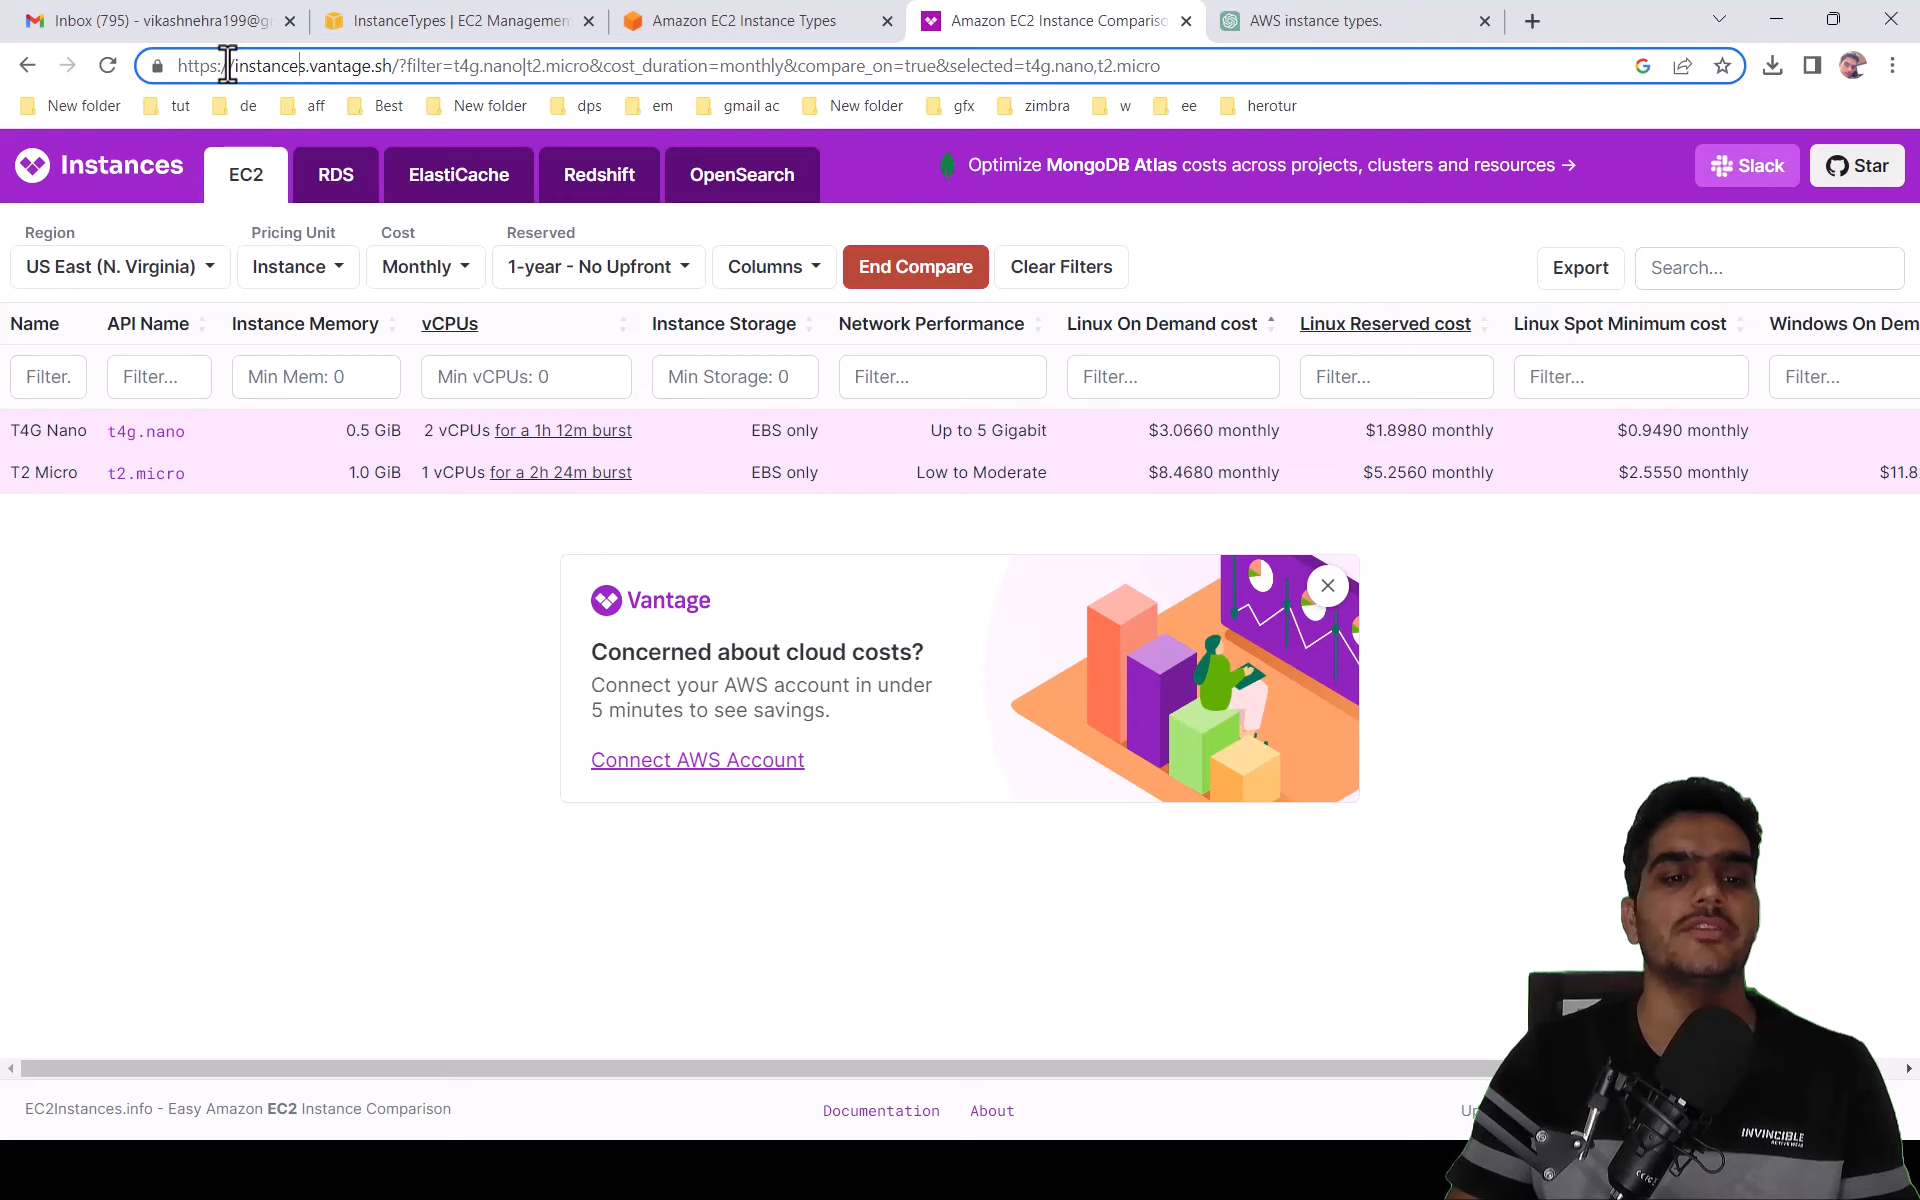 Inbox (795) - vikashnehra199@g
InstanceTypes | EC2 Managemen
Amazon EC2 Instance Types
Amazon EC2 Instance Compariso
AWS instance types.
https://instances.vantage.sh/?filter=t4g.nano|t2.micro&cost_duration=monthly&compare_on=true&selected=t4g.nano,t2.micro
New folder tut de aff Best New folder dps em gmail ac New folder gfx zimbra w ee herotur
Instances EC2 RDS ElastiCache Redshift OpenSearch Optimize MongoDB Atlas costs across projects, clusters and resources → Slack Star
Region Pricing Unit Cost Reserved
US East (N. Virginia) Instance Monthly 1-year - No Upfront Columns End Compare Clear Filters Export Search...
Name API Name Instance Memory vCPUs Instance Storage Network Performance Linux On Demand cost Linux Reserved cost Linux Spot Minimum cost Windows On Dem
Filter. Filter... Min Mem: 0 Min vCPUs: 0 Min Storage: 0 Filter... Filter... Filter... Filter... Filter...
T4G Nano t4g.nano 0.5 GiB 2 vCPUs for a 1h 12m burst EBS only Up to 5 Gigabit $3.0660 monthly $1.8980 monthly $0.9490 monthly
T2 Micro t2.micro 1.0 GiB 1 vCPUs for a 2h 24m burst EBS only Low to Moderate $8.4680 monthly $5.2560 monthly $2.5550 monthly $11.8
Vantage
Concerned about cloud costs?
Connect your AWS account in under
5 minutes to see savings.
Connect AWS Account
EC2Instances.info - Easy Amazon EC2 Instance Comparison
Documentation About
INVINCIBLE